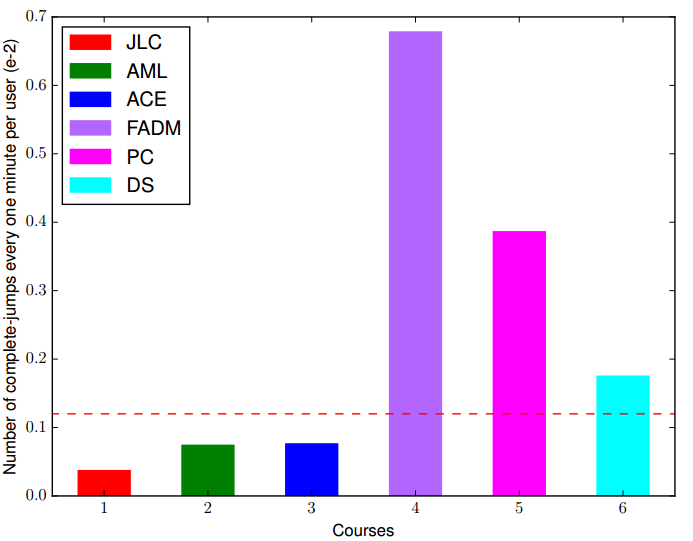 Number of complete-jumps every one minute per user (e-2)
0.7
0.6
0.5
0.4
0.3
0.2
0.1
0.0
JLC
AML
ACE
FADM
PC
DS
1 2 3 4 5 6
Courses